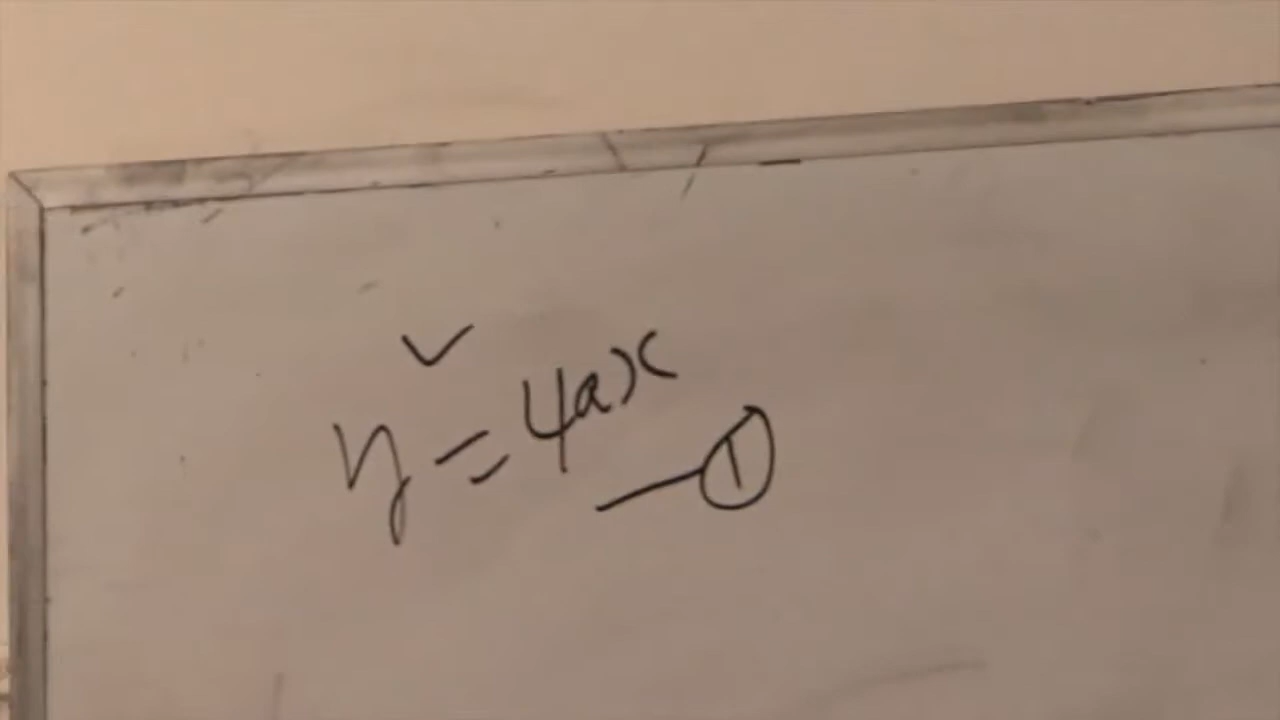 y² = 4ax
—①